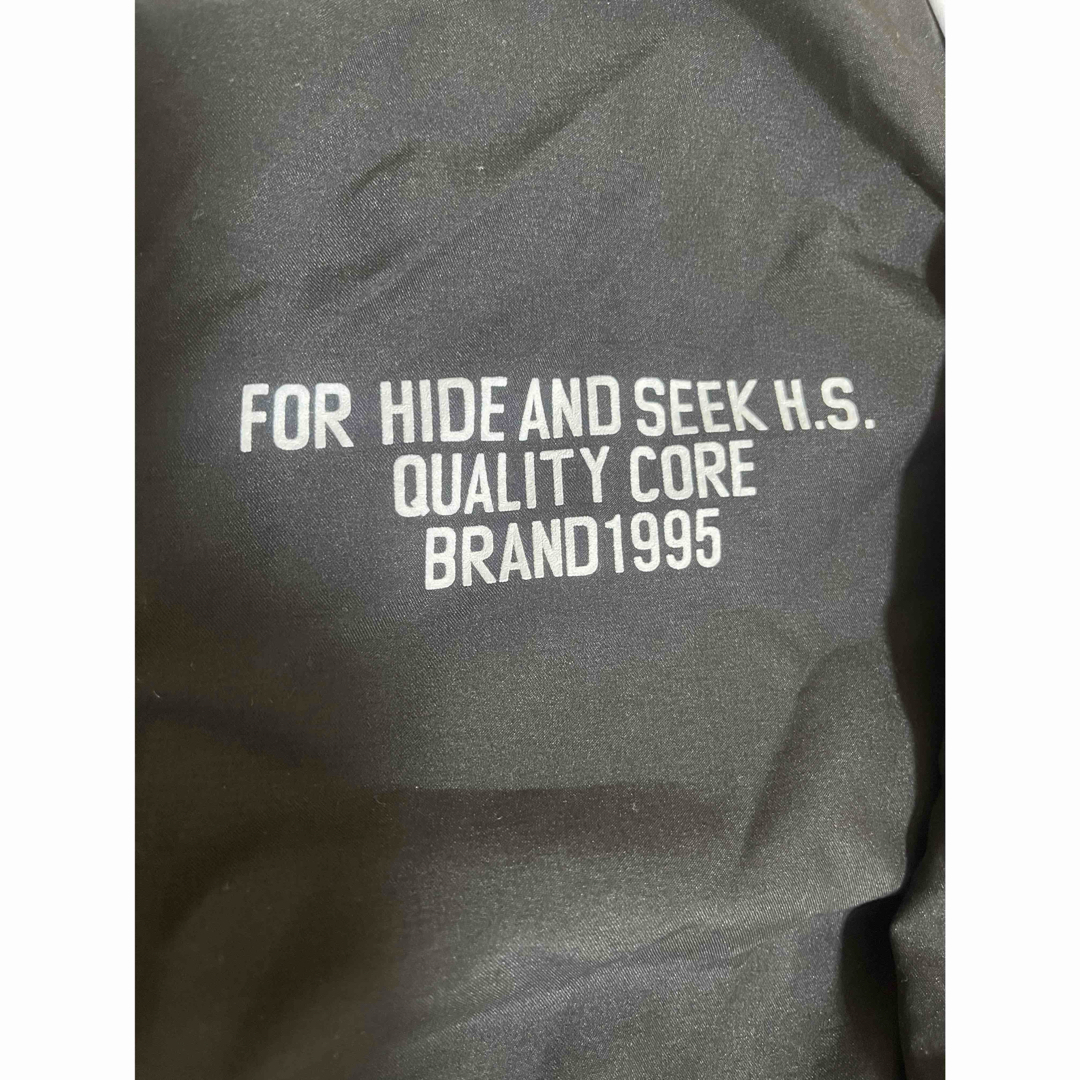 FOR HIDE AND SEEK H.S.
QUALITY CORE
BRAND1995